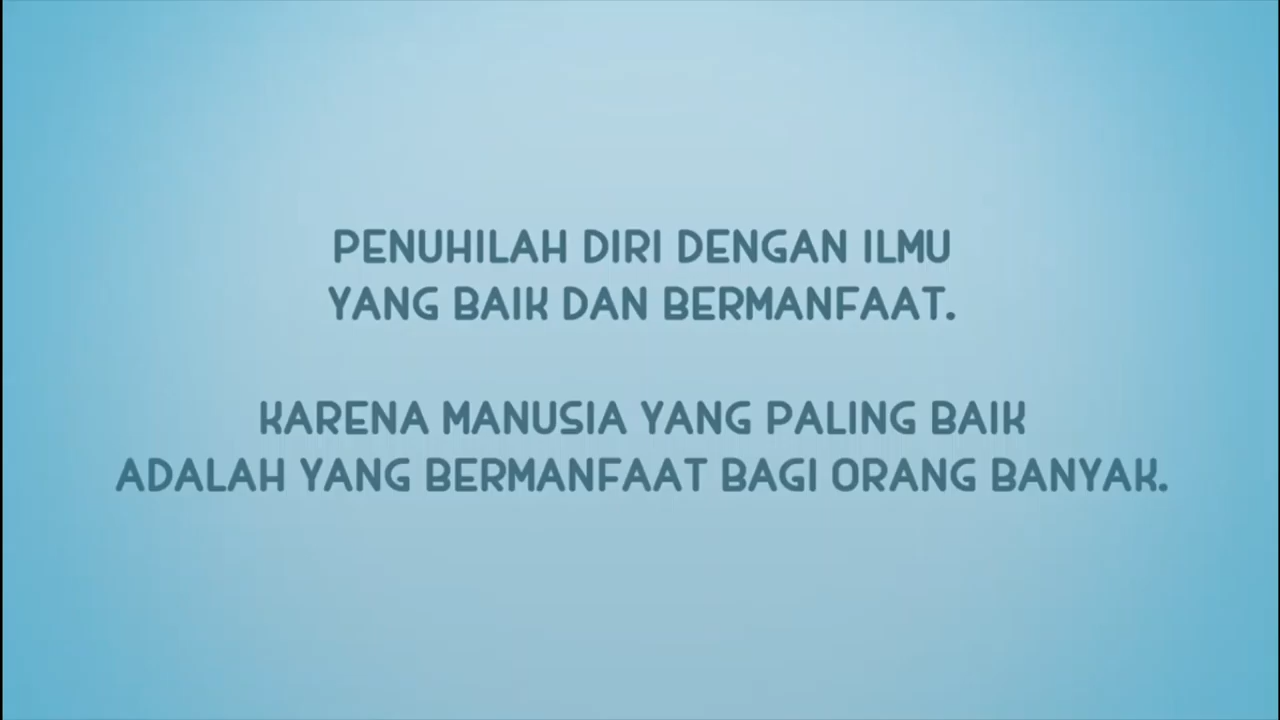 PENUHILAH DIRI DENGAN ILMU
YANG BAIK DAN BERMANFAAT.
KARENA MANUSIA YANG PALING BAIK
ADALAH YANG BERMANFAAT BAGI ORANG BANYAK.